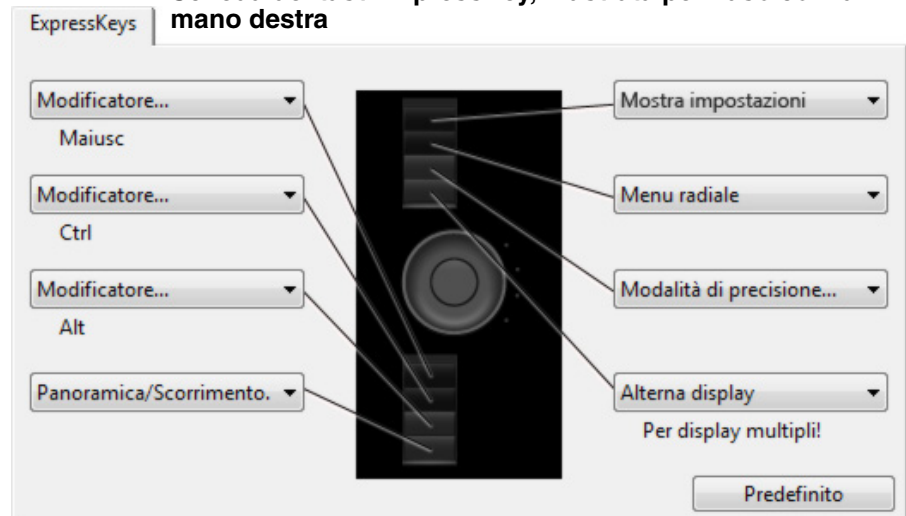 mano destra
ExpressKeys
Modificatore...
Maiusc
Modificatore...
Ctrl
Modificatore...
Alt
Panoramica/Scorrimento.
Mostra impostazioni
Menu radiale
Modalità di precisione...
Alterna display
Per display multipli!
Predefinito